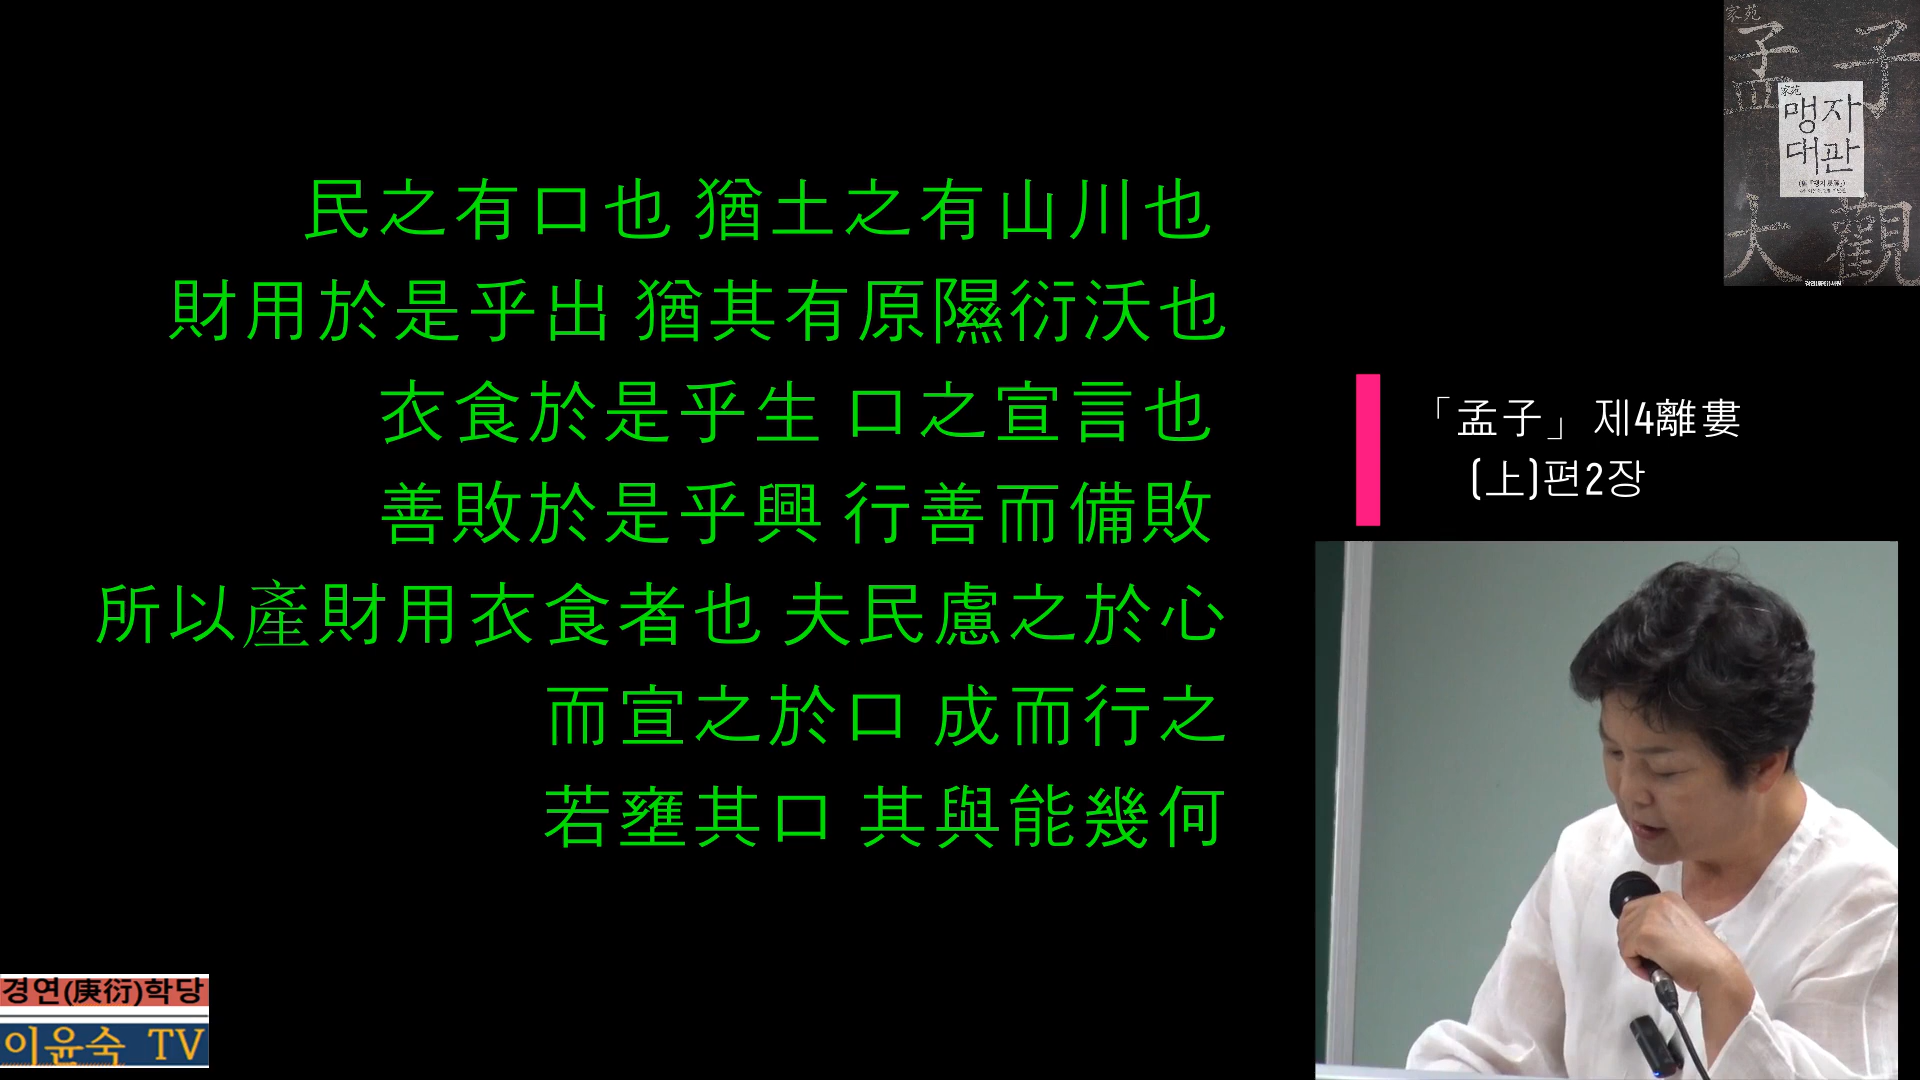 民之有口也 猶土之有山川也
財用於是乎出 猶其有原隰衍沃也
衣食於是乎生 口之宣言也
善敗於是乎興 行善而備敗
所以產財用衣食者也 夫民慮之於心
而宣之於口 成而行之
若壅其口 其與能幾何
「孟子」 제4離婁
(上)편2장
家苑
孟子
家苑
맹자
대관
大觀
경연(庚衍)학당
이윤숙 TV